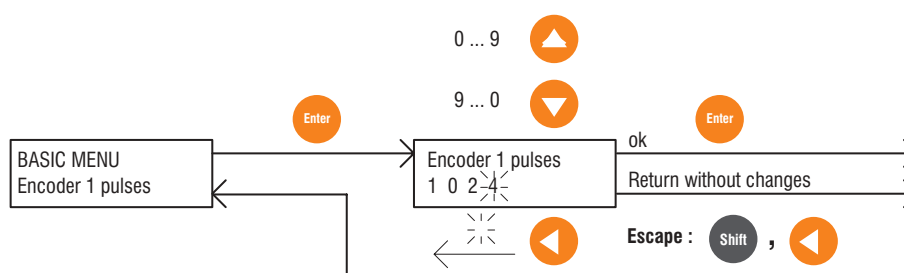 0 ... 9
9 ... 0
Enter
Enter
BASIC MENU
Encoder 1 pulses
Encoder 1 pulses
1 0 2 4
ok
Return without changes
Escape : Shift ,